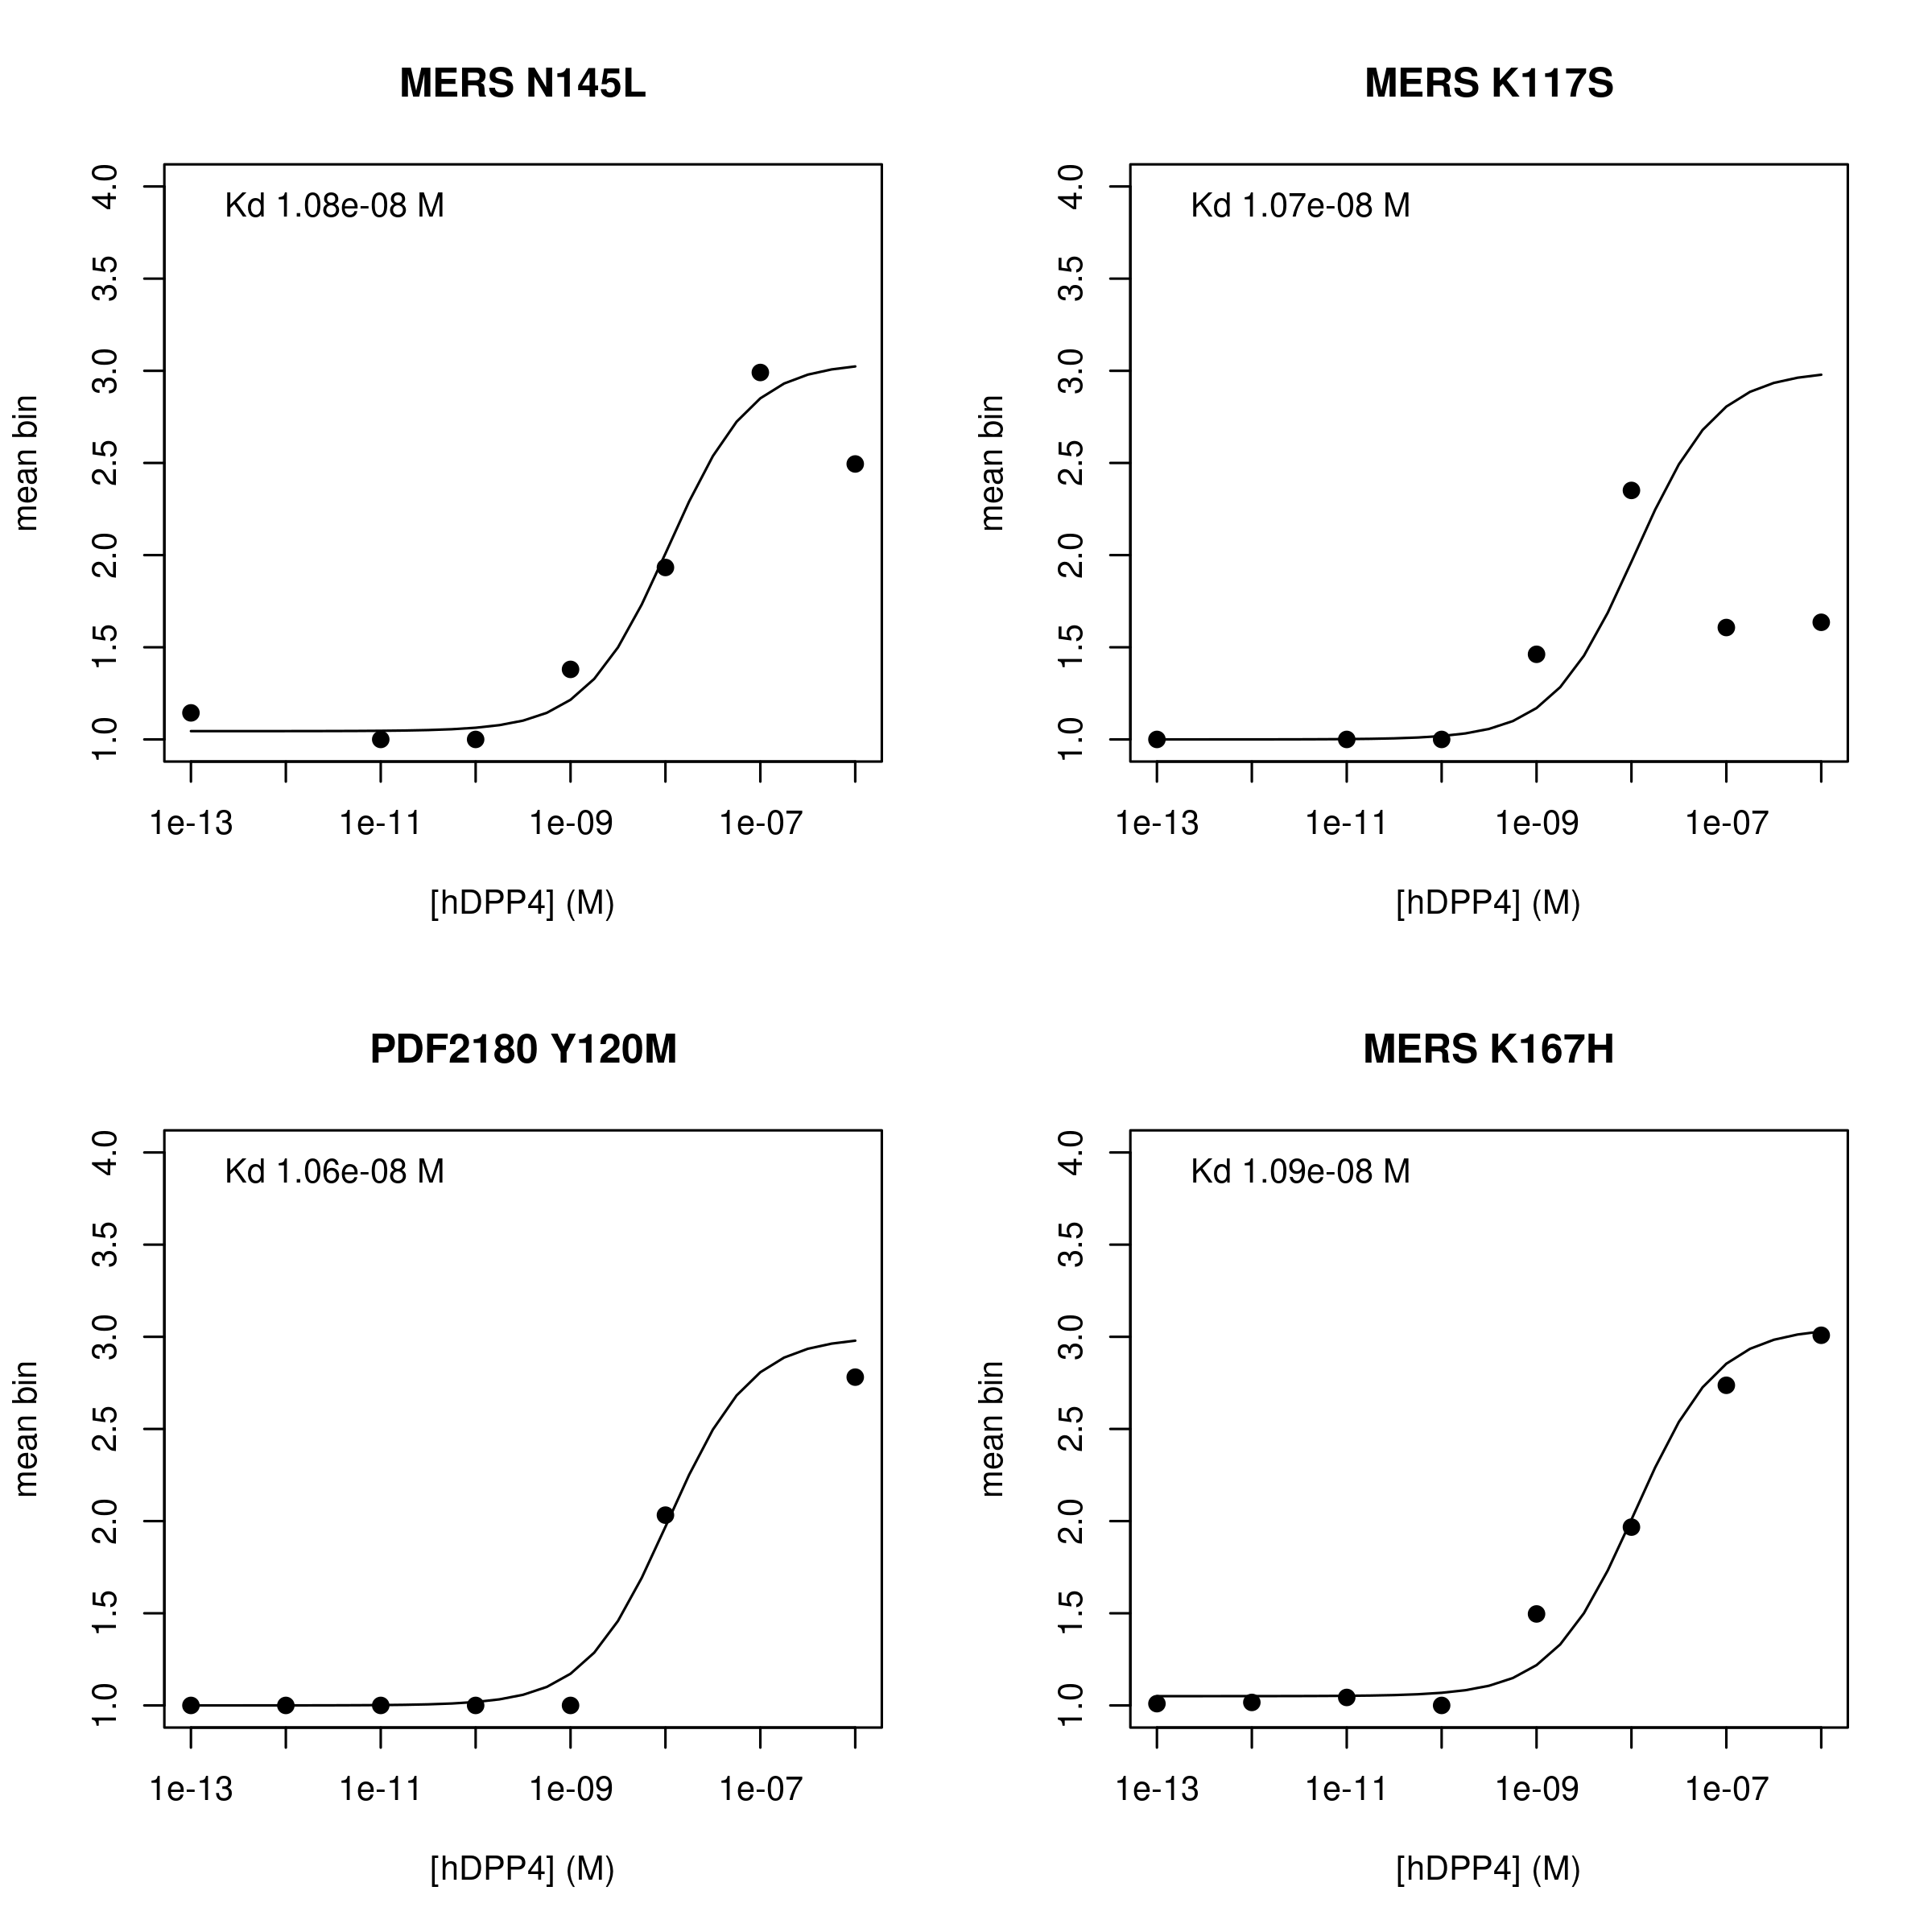 MERS N145L
Kd 1.08e-08 M
mean bin
4.0
3.5
3.0
2.5
2.0
1.5
1.0
1e-13 1e-11 1e-09 1e-07
[hDPP4] (M)
MERS K117S
Kd 1.07e-08 M
mean bin
4.0
3.5
3.0
2.5
2.0
1.5
1.0
1e-13 1e-11 1e-09 1e-07
[hDPP4] (M)
PDF2180 Y120M
Kd 1.06e-08 M
mean bin
4.0
3.5
3.0
2.5
2.0
1.5
1.0
1e-13 1e-11 1e-09 1e-07
[hDPP4] (M)
MERS K167H
Kd 1.09e-08 M
mean bin
4.0
3.5
3.0
2.5
2.0
1.5
1.0
1e-13 1e-11 1e-09 1e-07
[hDPP4] (M)